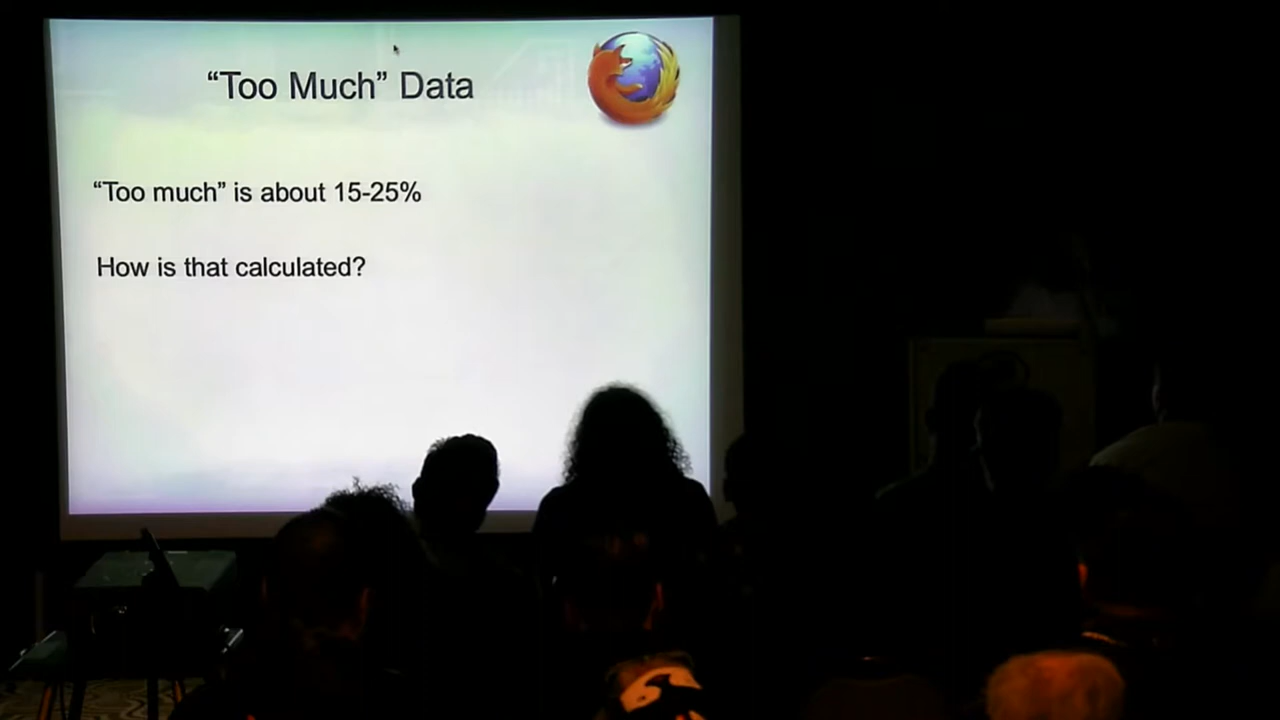 “Too Much” Data
“Too much” is about 15-25%
How is that calculated?